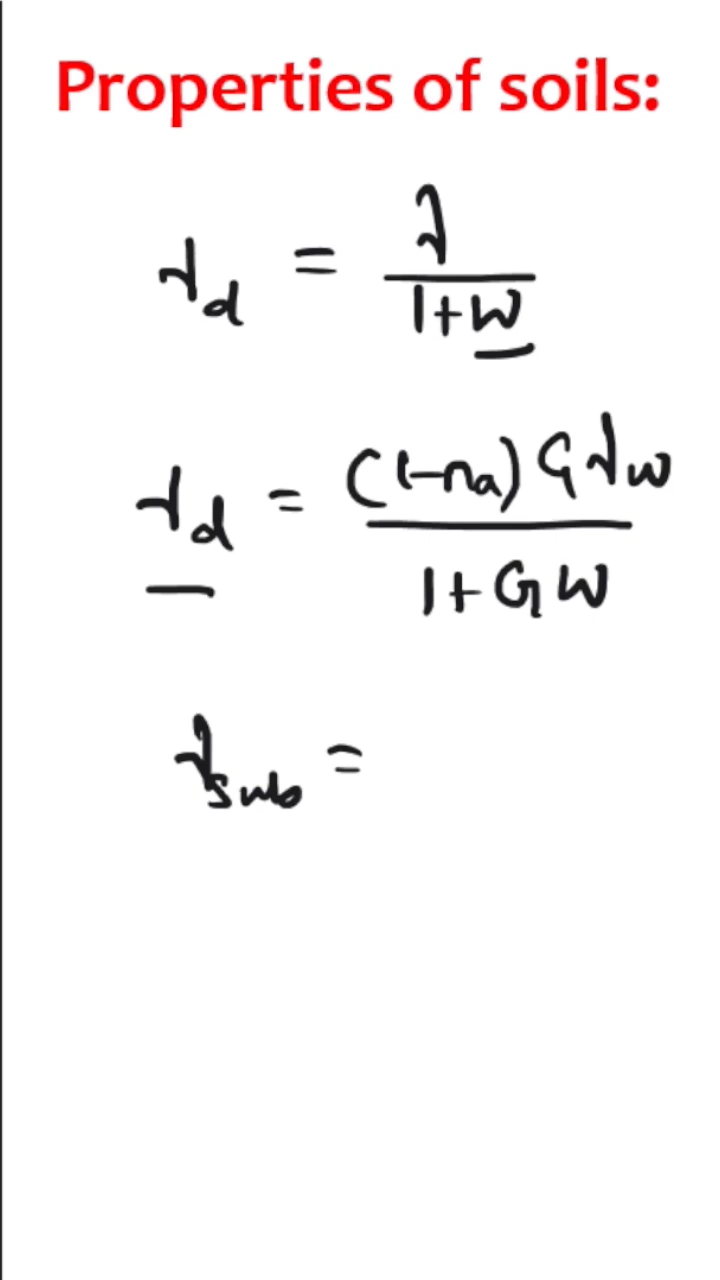 Properties of soils:
γd = γ / 1+w
γd = (1-na) G γw / 1+Gw
γsub =